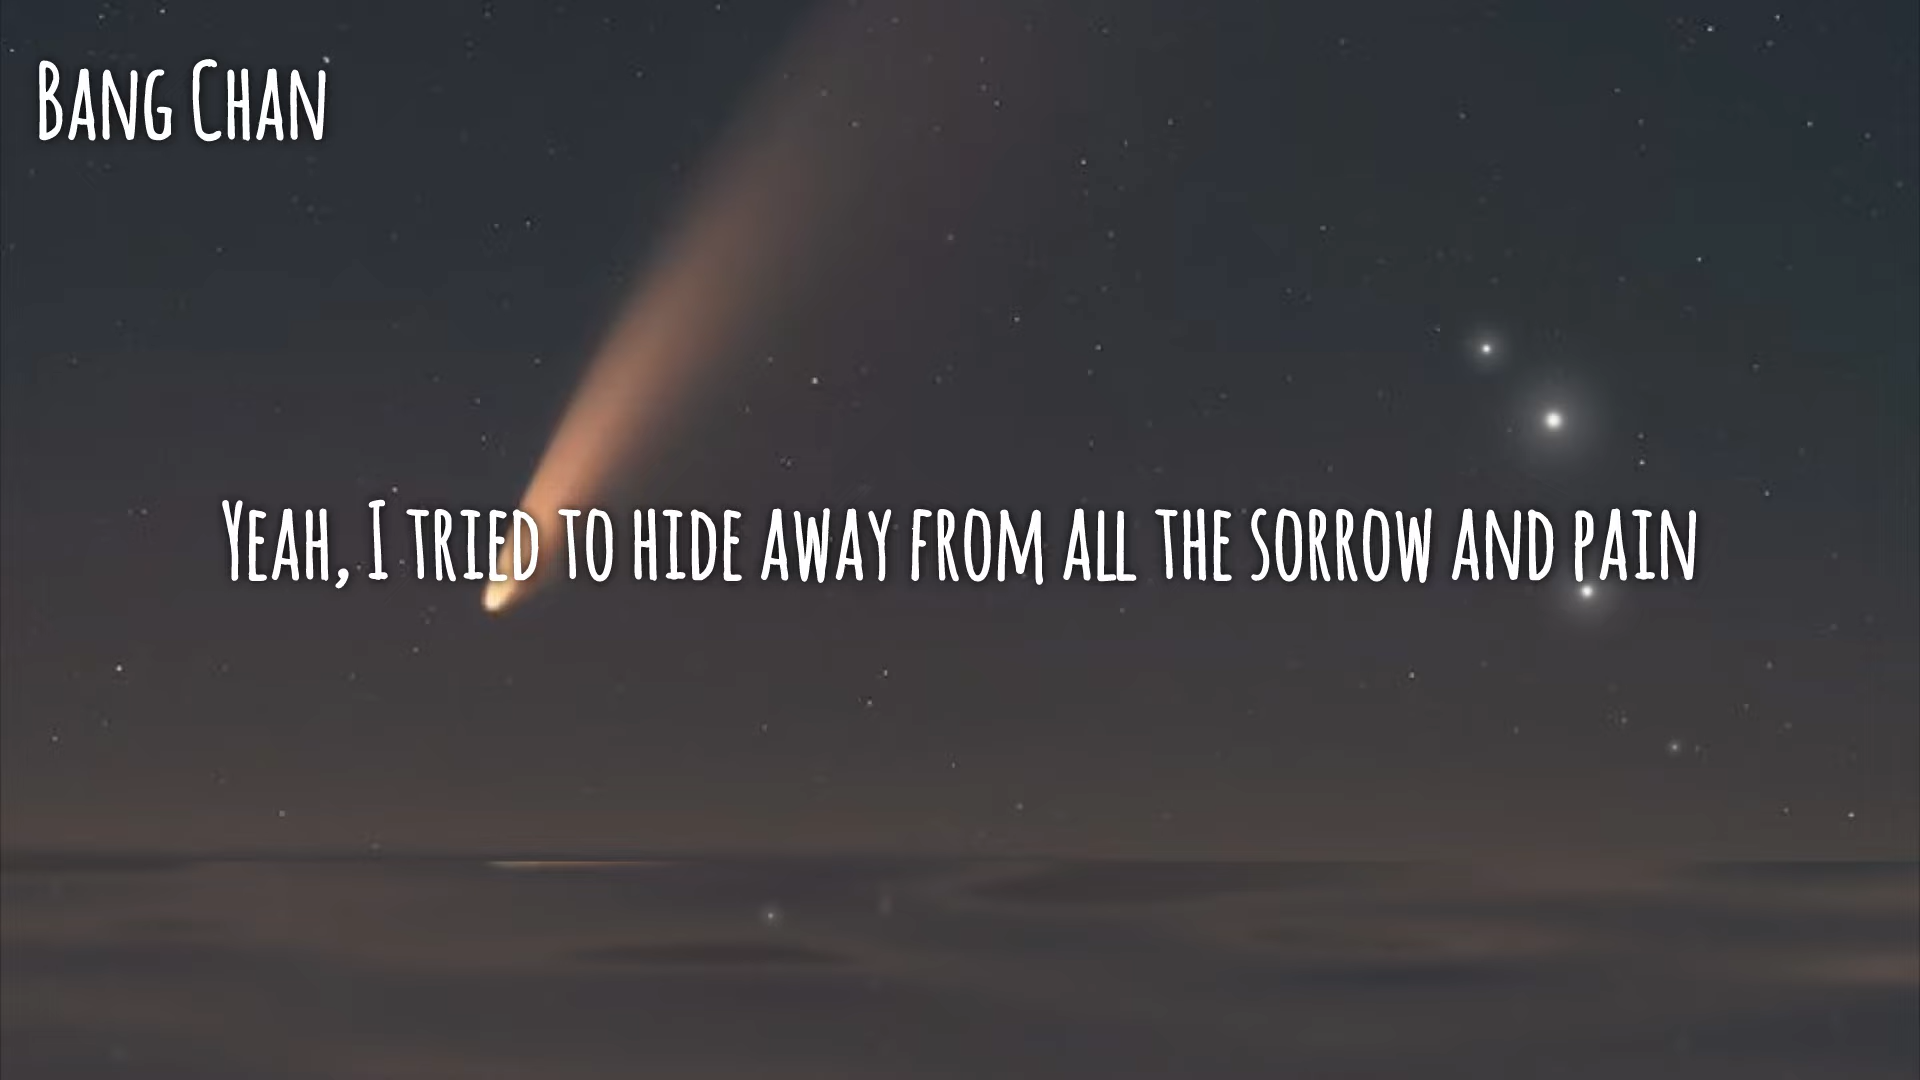 Bang Chan
Yeah, I tried to hide away from all the sorrow and pain